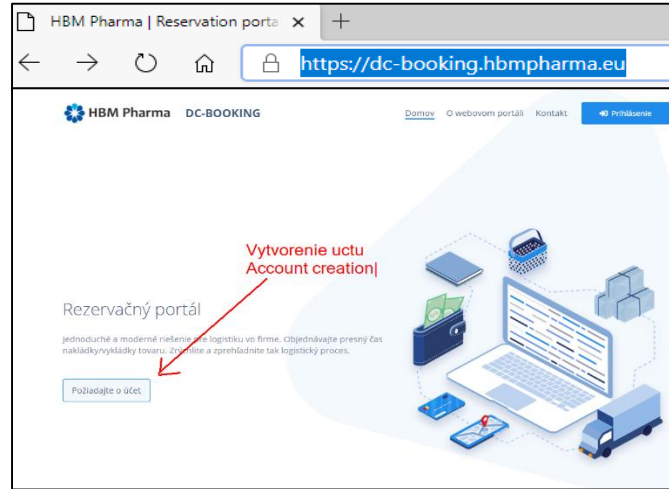 HBM Pharma | Reservation porta
https://dc-booking.hbmpharma.eu
HBM Pharma DC-BOOKING Domov O webovom portáli Kontakt Prihlásenie
Vytvorenie uctu
Account creation
Rezervačný portál
Jednoduché a moderné riešenie pre logistiku vo firme. Objednávajte presný čas
nakládky/vykládky tovaru. Zrýchlite a zprehľadnite tak logistický proces.
Požiadajte o účet